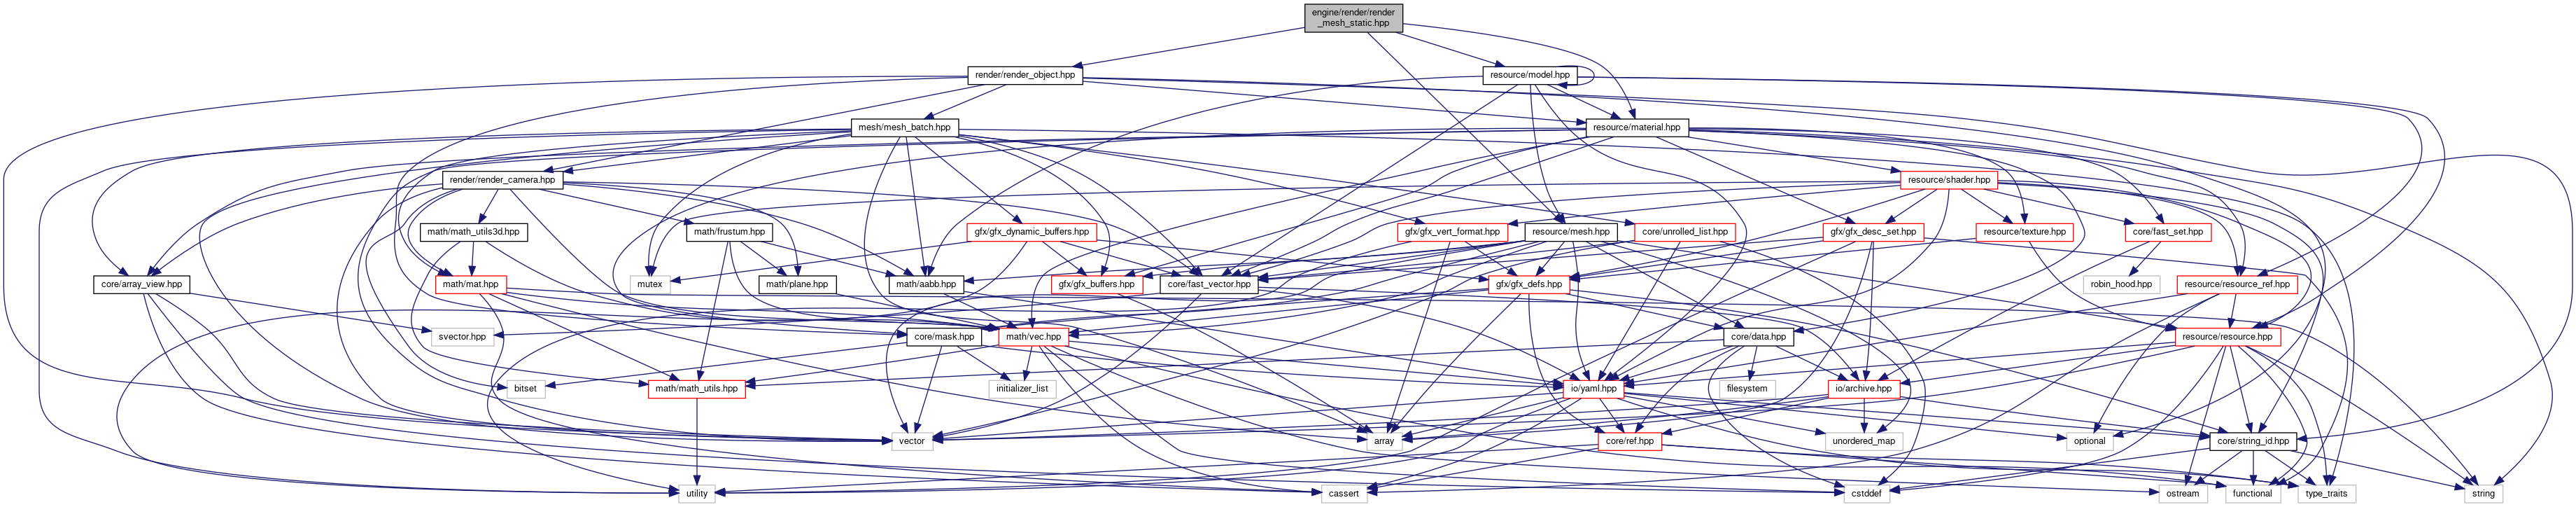 engine/render/render
_mesh_static.hpp
render/render_object.hpp
resource/model.hpp
mesh/mesh_batch.hpp
resource/material.hpp
render/render_camera.hpp
resource/shader.hpp
math/math_utils3d.hpp
math/frustum.hpp
gfx/gfx_dynamic_buffers.hpp
gfx/gfx_vert_format.hpp
core/unrolled_list.hpp
resource/mesh.hpp
gfx/gfx_desc_set.hpp
resource/texture.hpp
core/fast_set.hpp
core/array_view.hpp
math/mat.hpp
mutex
math/plane.hpp
math/aabb.hpp
gfx/gfx_buffers.hpp
core/fast_vector.hpp
gfx/gfx_defs.hpp
robin_hood.hpp
resource/resource_ref.hpp
svector.hpp
core/mask.hpp
math/vec.hpp
core/data.hpp
resource/resource.hpp
bitset
math/math_utils.hpp
initializer_list
io/yaml.hpp
filesystem
io/archive.hpp
vector
array
core/ref.hpp
unordered_map
optional
core/string_id.hpp
utility
cassert
cstddef
ostream
functional
type_traits
string